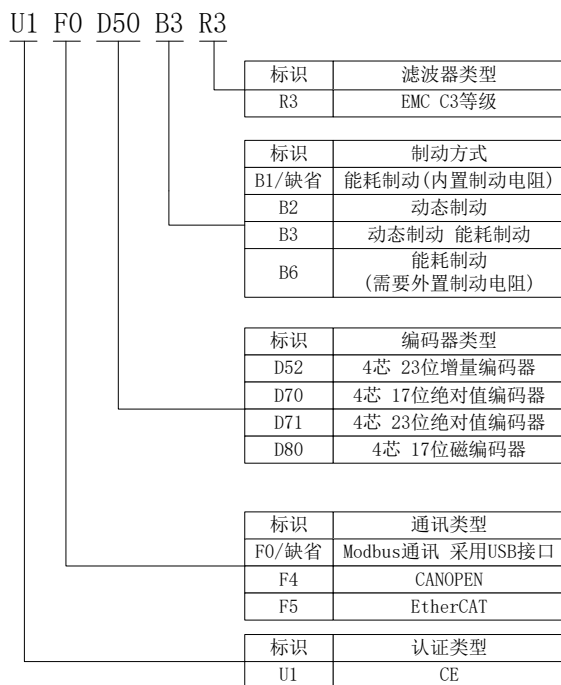 U1 F0 D50 B3 R3
标识 滤波器类型
R3 EMC C3等级
标识 制动方式
B1/缺省 能耗制动(内置制动电阻)
B2 动态制动
B3 动态制动 能耗制动
B6 能耗制动
(需要外置制动电阻)
标识 编码器类型
D52 4芯 23位增量编码器
D70 4芯 17位绝对值编码器
D71 4芯 23位绝对值编码器
D80 4芯 17位磁编码器
标识 通讯类型
F0/缺省 Modbus通讯 采用USB接口
F4 CANOPEN
F5 EtherCAT
标识 认证类型
U1 CE